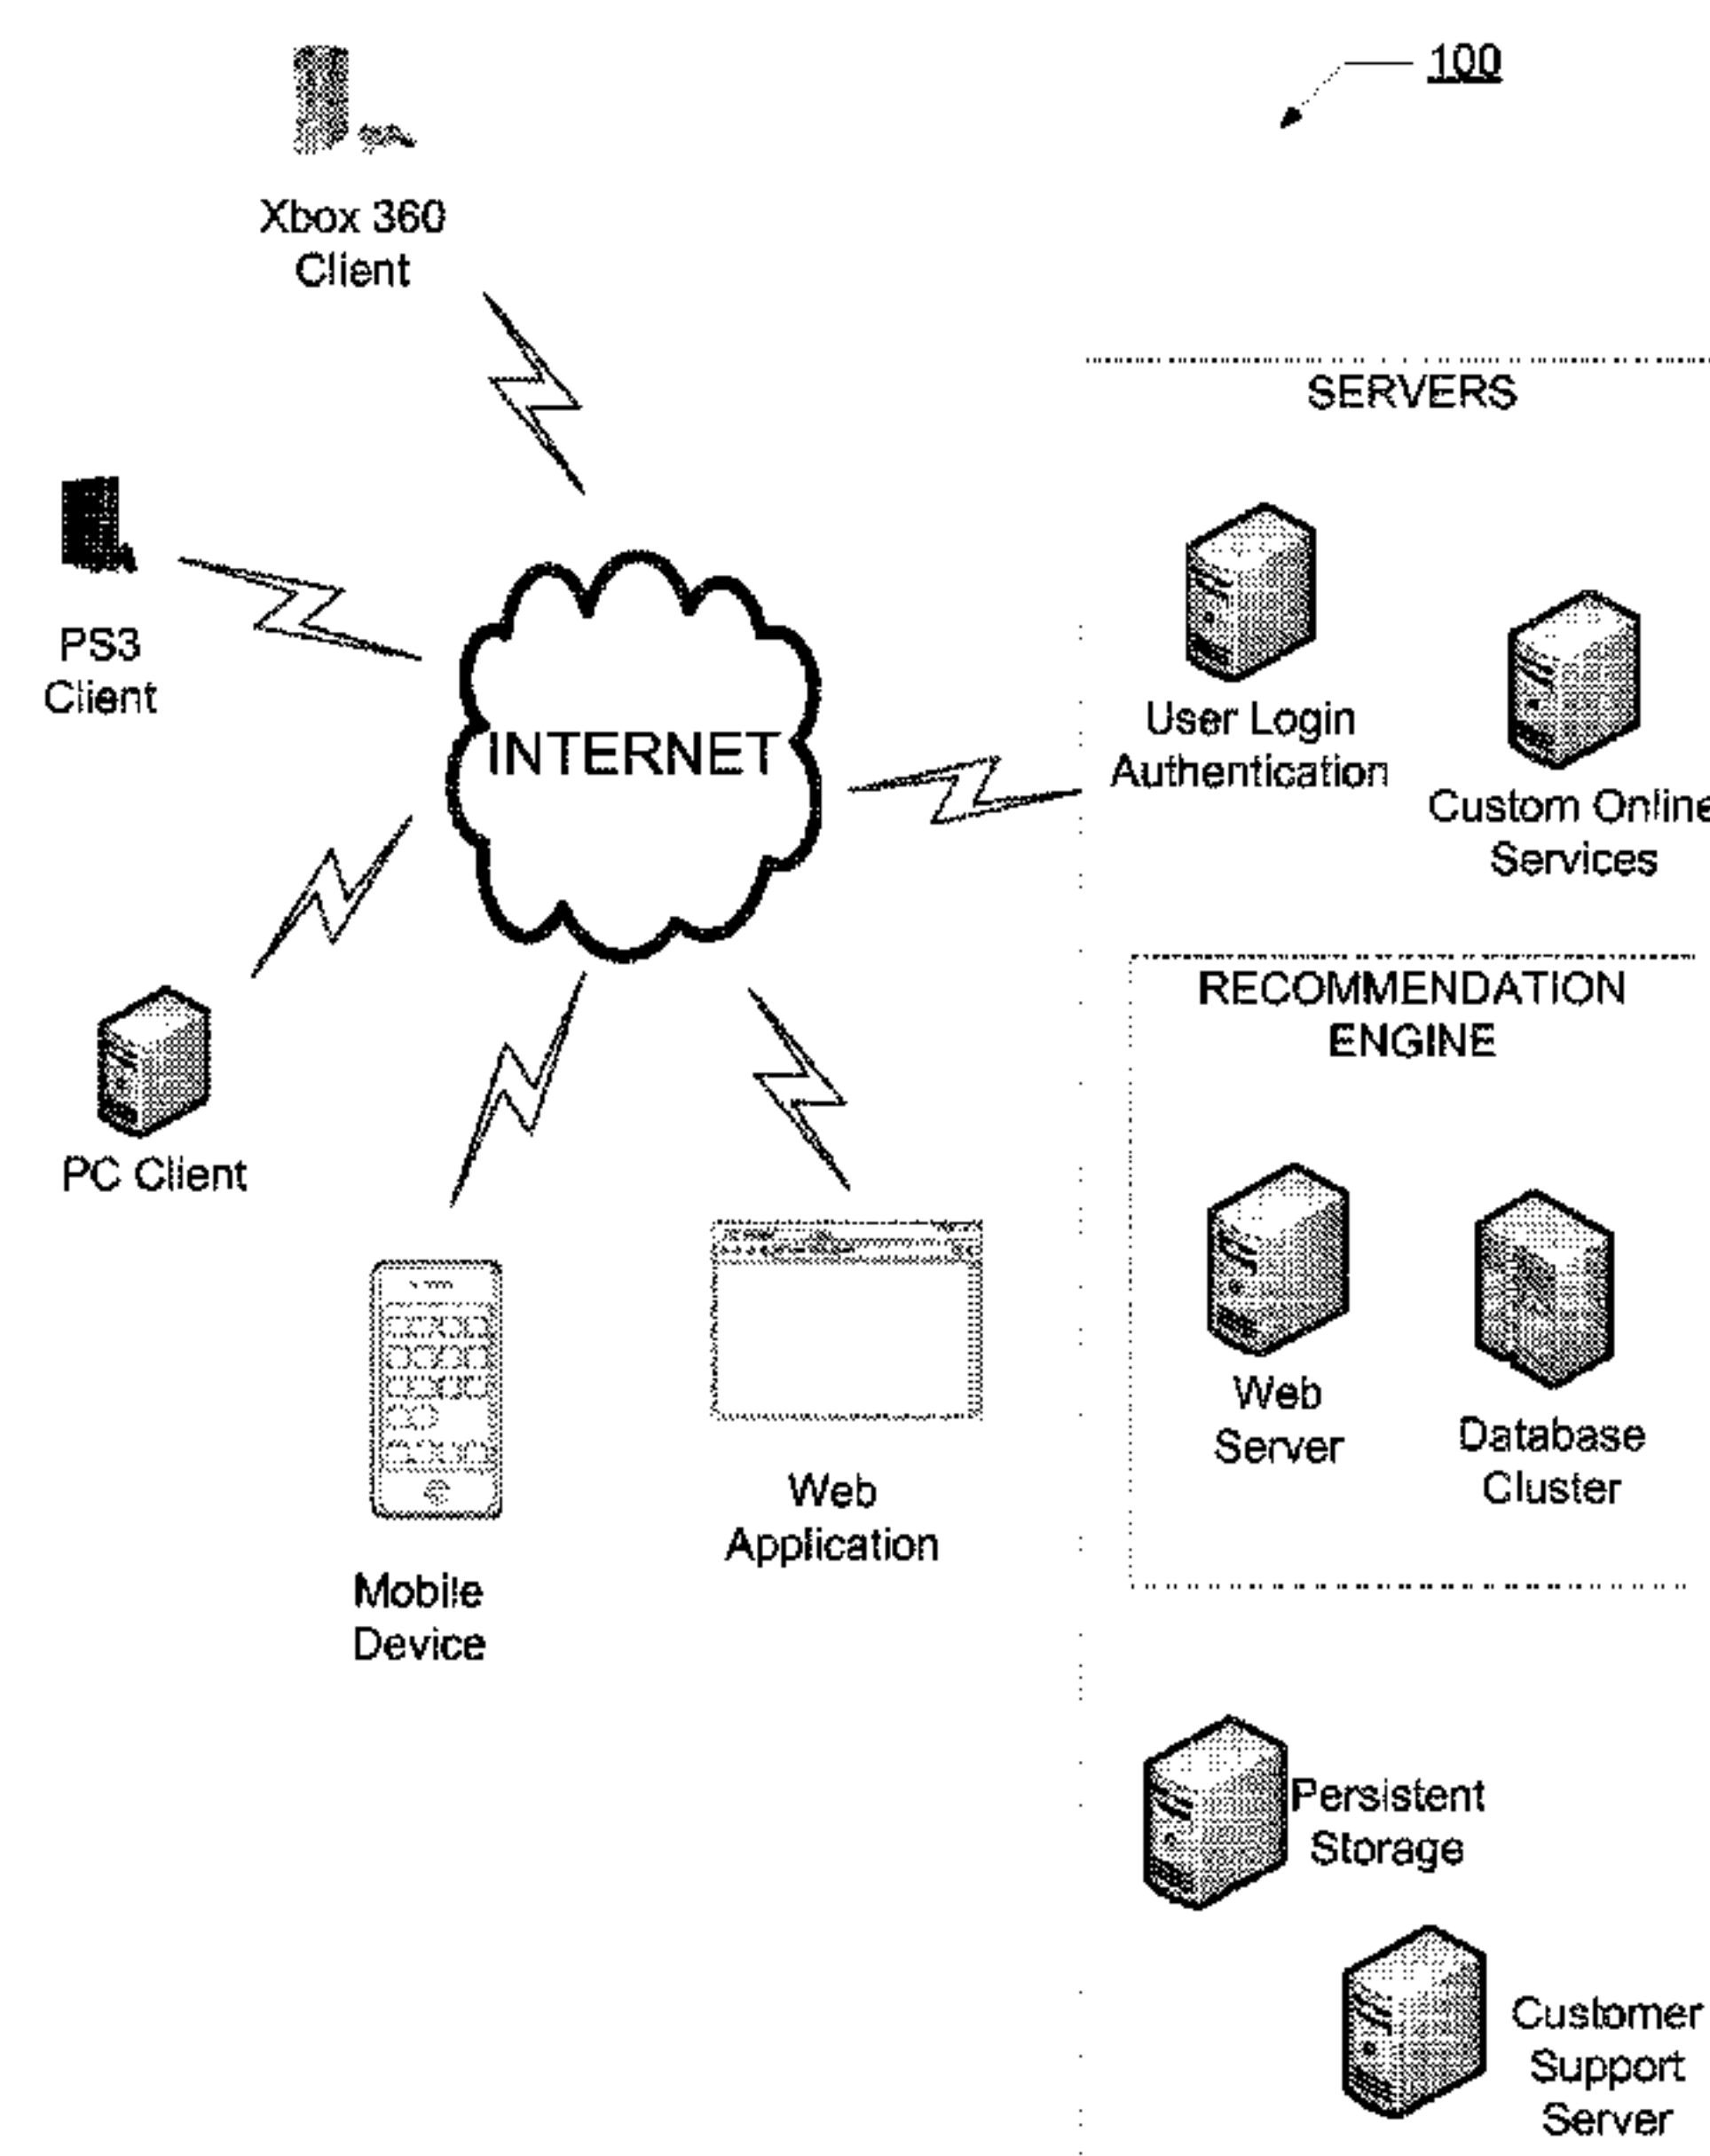 100
Xbox 360
Client
SERVERS
PS3
Client
INTERNET
User Login
Authentication
Custom Online
Services
RECOMMENDATION
ENGINE
PC Client
Web
Server
Database
Cluster
Web
Application
Mobile
Device
Persistent
Storage
Customer
Support
Server